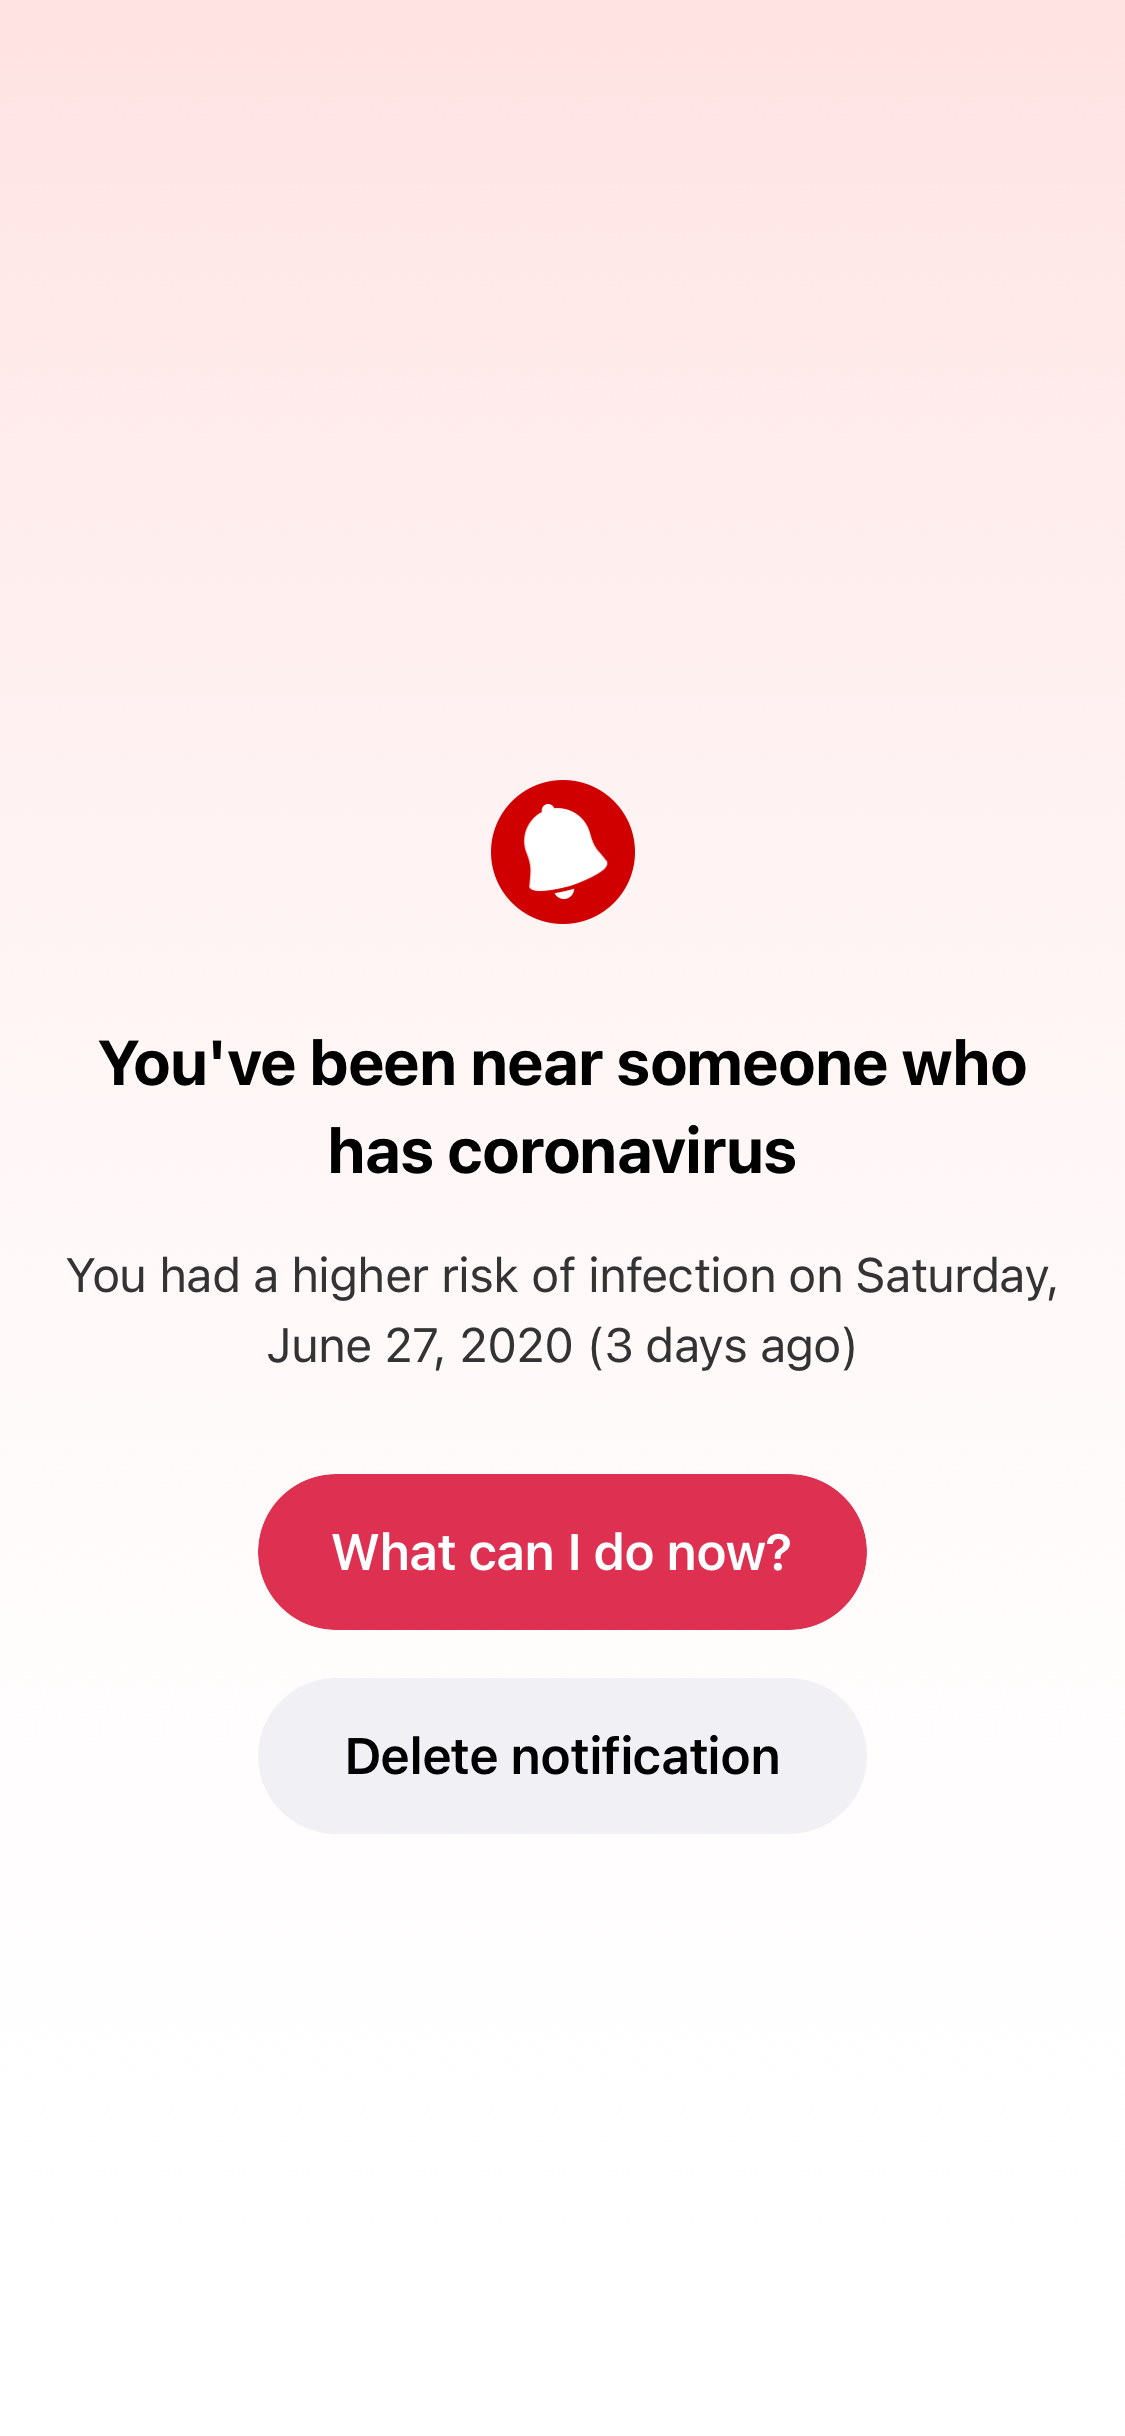 You've been near someone who
has coronavirus
You had a higher risk of infection on Saturday,
June 27, 2020 (3 days ago)
What can I do now?
Delete notification